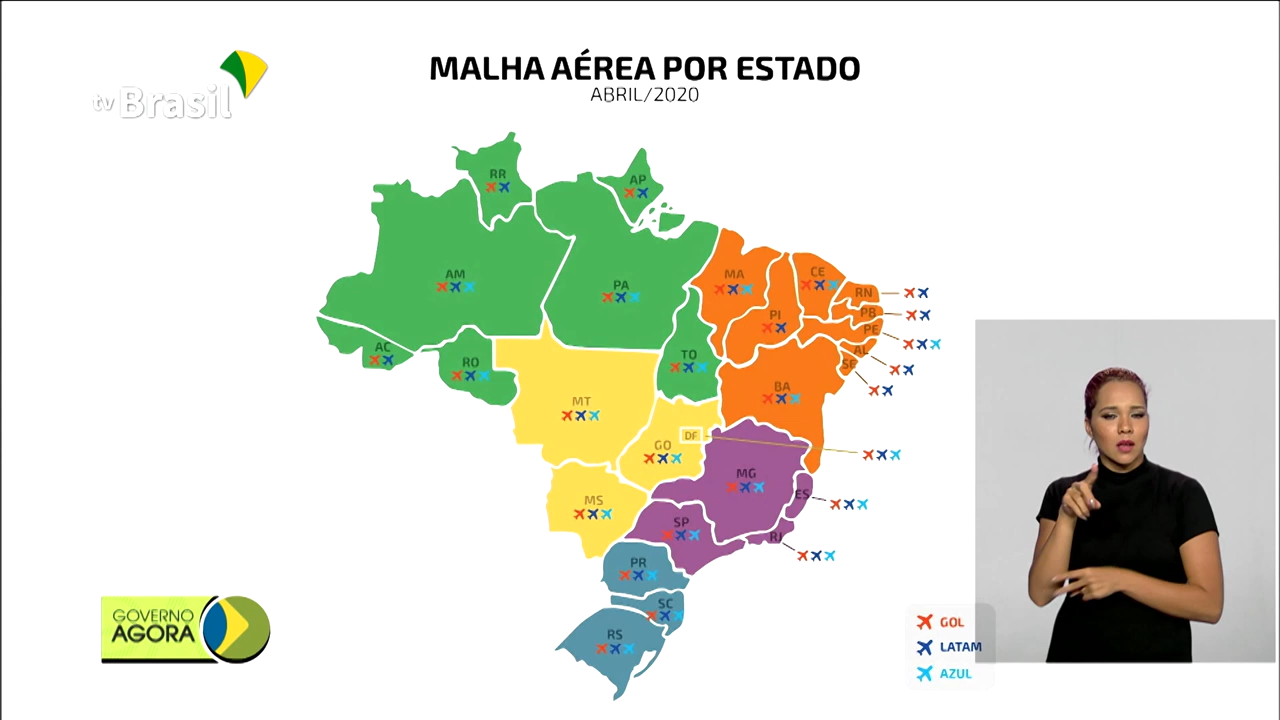 MALHA AÉREA POR ESTADO
ABRIL/2020
tv Brasil
RR
AP
AM
PA
MA
CE
RN
PI
PB
PE
AC
RO
TO
AL
SE
BA
MT
GO
DF
MG
MS
ES
SP
RJ
PR
SC
RS
GOVERNO
AGORA
GOL
LATAM
AZUL